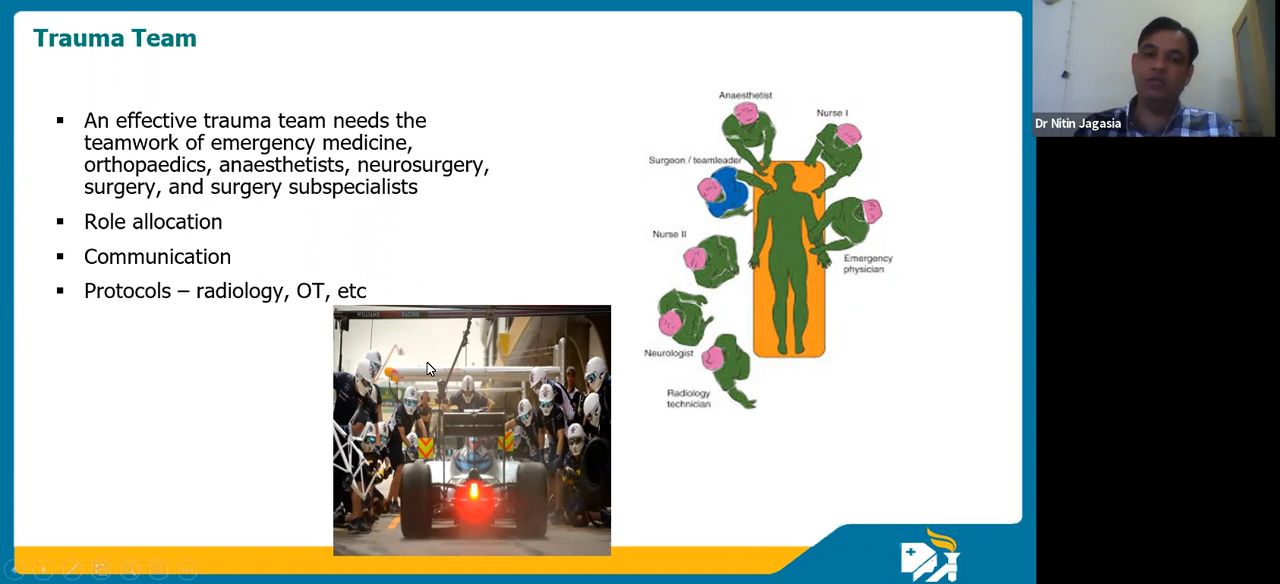 Trauma Team
▪ An effective trauma team needs the
teamwork of emergency medicine,
orthopaedics, anaesthetists, neurosurgery,
surgery, and surgery subspecialists
▪ Role allocation
▪ Communication
▪ Protocols – radiology, OT, etc
Anaesthetist
Nurse I
Surgeon / teamleader
Nurse II
Emergency
physician
Neurologist
Radiology
technician
WILLIAMS RACING
Dr Nitin Jagasia